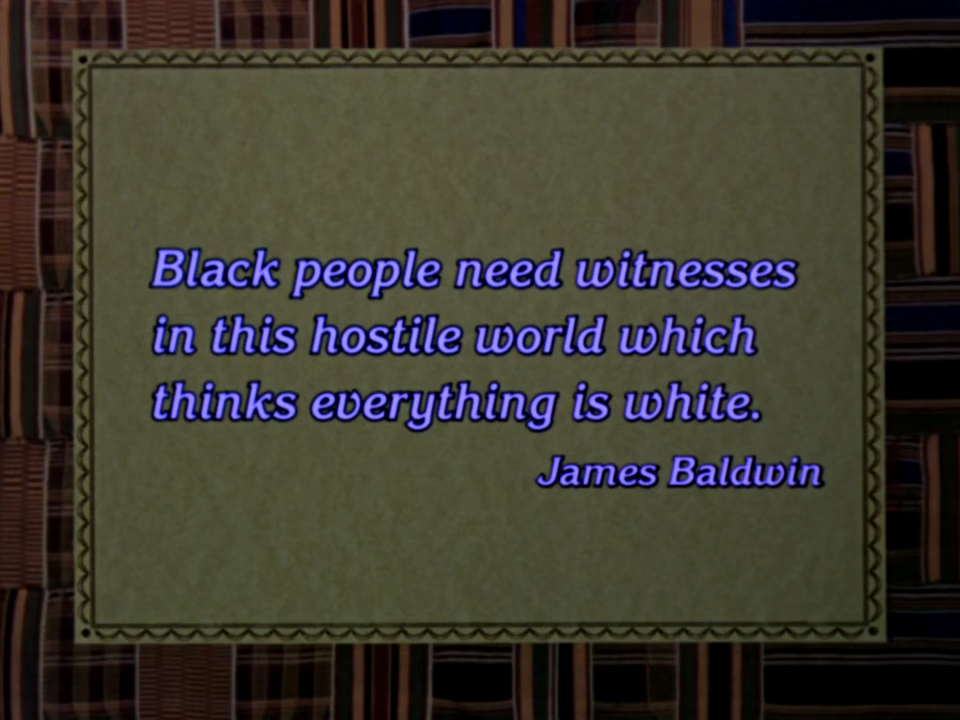 Black people need witnesses
in this hostile world which
thinks everything is white.
James Baldwin